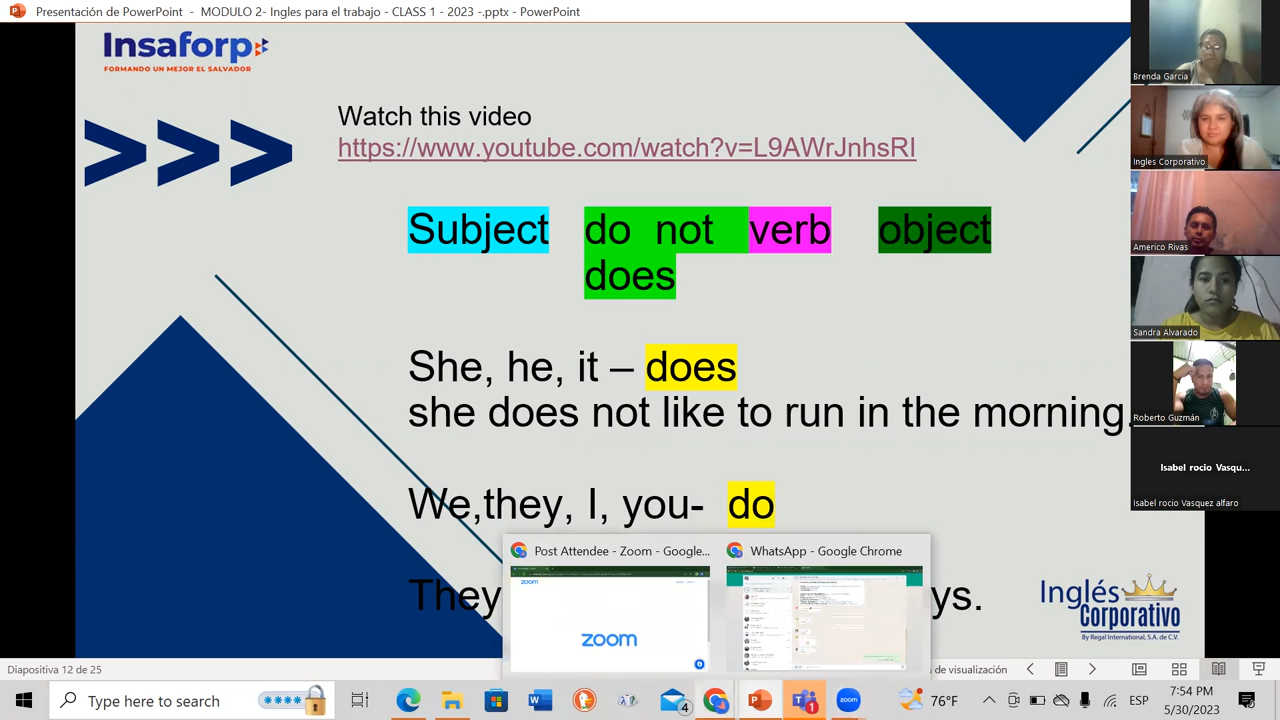 Presentación de PowerPoint - MODULO 2- Ingles para el trabajo - CLASS 1 - 2023 -.pptx - PowerPoint
Insaforp
FORMANDO UN MEJOR EL SALVADOR
Watch this video
https://www.youtube.com/watch?v=L9AWrJnhsRI
Subject do not verb object
does
She, he, it – does
she does not like to run in the morning.
We,they, I, you- do
They
ys.
Post Attendee - Zoom - Google...
WhatsApp - Google Chrome
zoom
zoom
Inglés
Corporativo
By Regal International, S.A. de C.V.
Brenda Garcia
Ingles Corporativo
Americo Rivas
Sandra Alvarado
Roberto Guzmán
Isabel rocio Vasqu...
Isabel rocio Vasquez alfaro
Diapositiva 12 de 25
de visualización
Type here to search
4
1
zoom
76°F
ESP
7:54 PM
5/30/2023